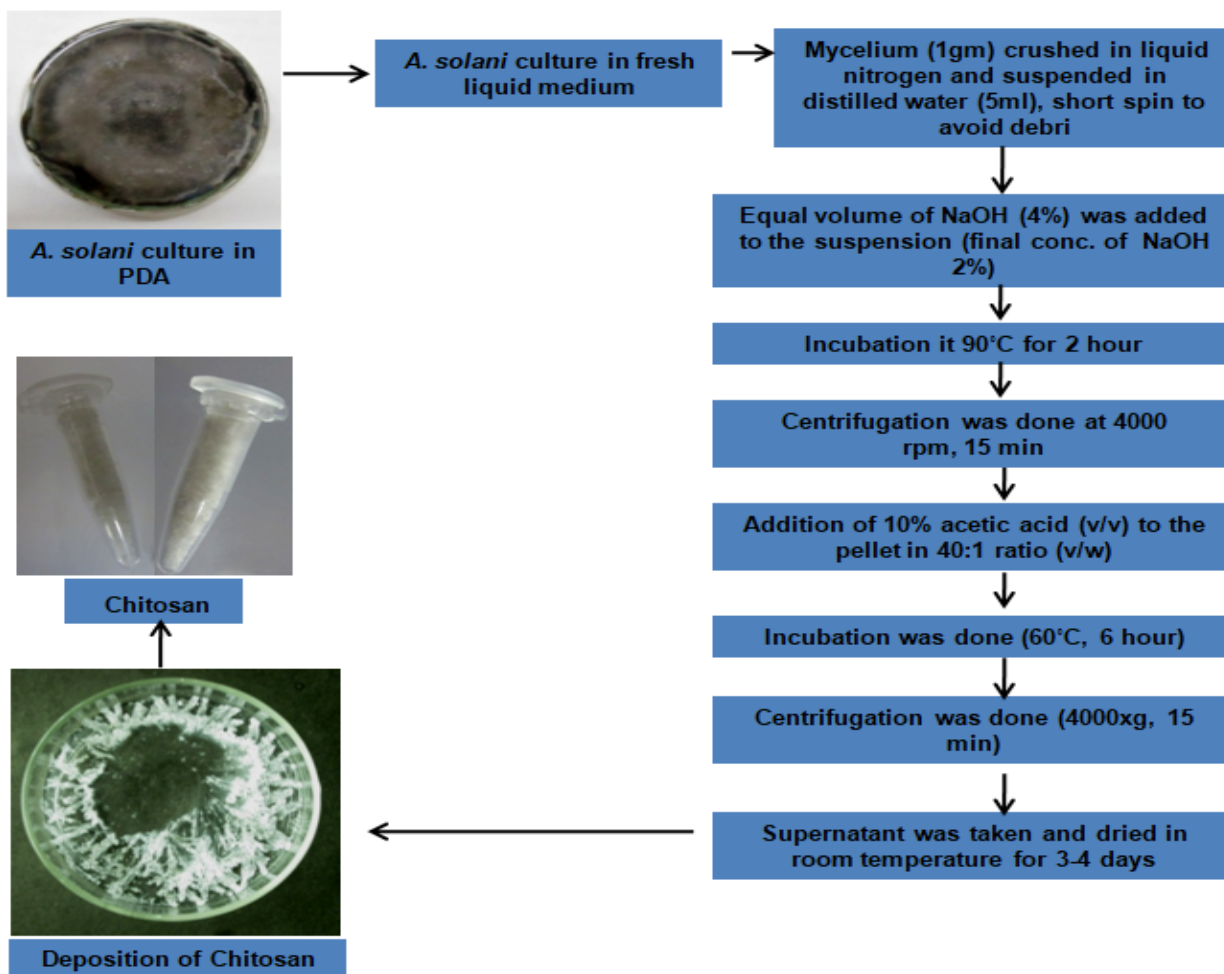 A. solani culture in
PDA
A. solani culture in fresh
liquid medium
Mycelium (1gm) crushed in liquid
nitrogen and suspended in
distilled water (5ml), short spin to
avoid debri
Equal volume of NaOH (4%) was added
to the suspension (final conc. of NaOH
2%)
Incubation it 90°C for 2 hour
Centrifugation was done at 4000
rpm, 15 min
Addition of 10% acetic acid (v/v) to the
pellet in 40:1 ratio (v/w)
Incubation was done (60°C, 6 hour)
Centrifugation was done (4000xg, 15
min)
Supernatant was taken and dried in
room temperature for 3-4 days
Deposition of Chitosan
Chitosan